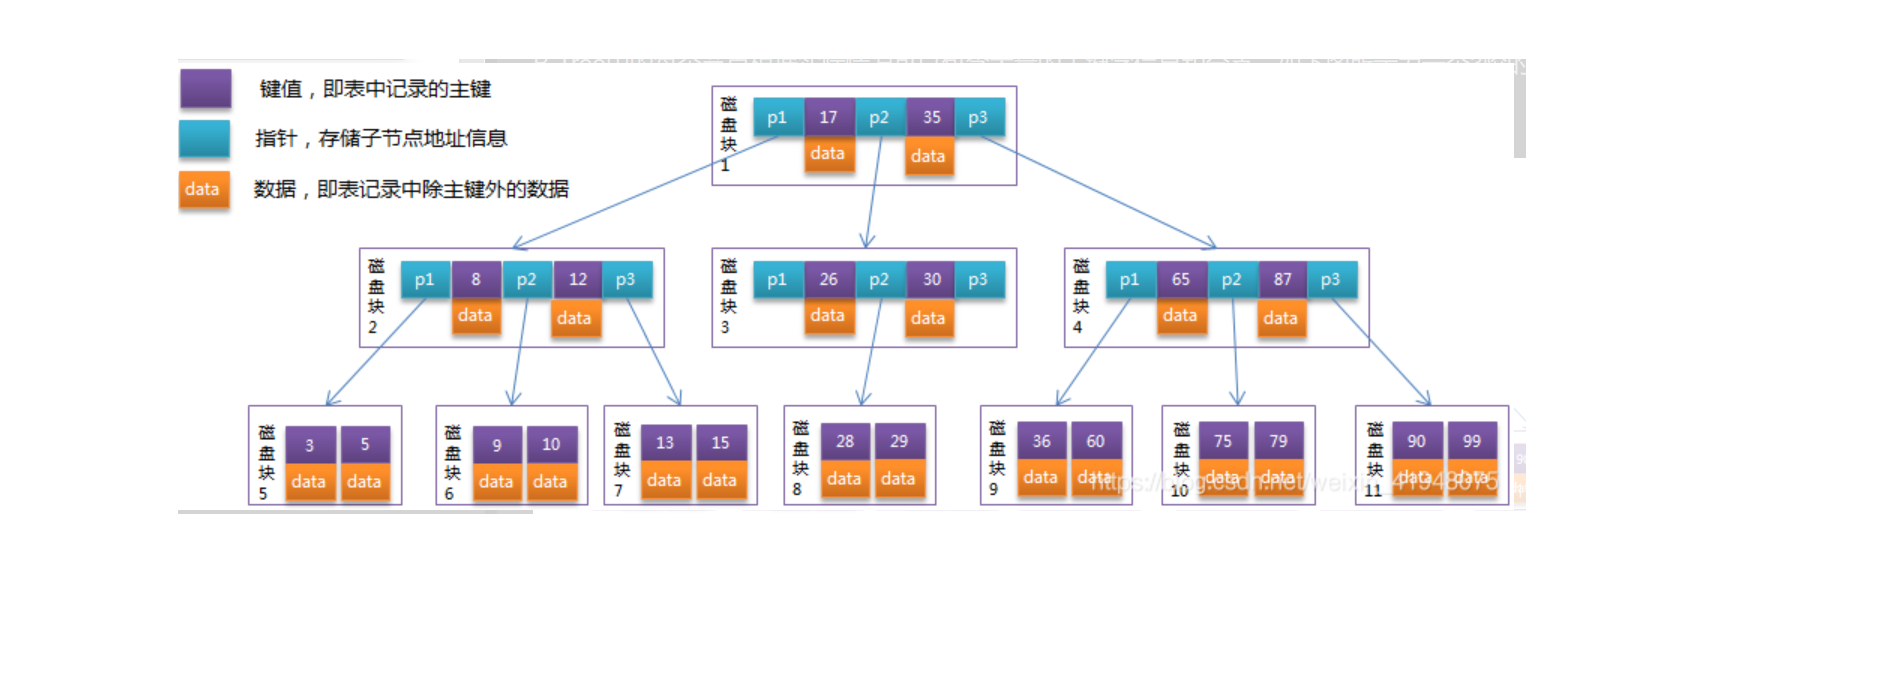 键值，即表中记录的主键
指针，存储子节点地址信息
data 数据，即表记录中除主键外的数据
磁盘块1 p1 17 p2 35 p3
data data
磁盘块2 p1 8 p2 12 p3
data data
磁盘块3 p1 26 p2 30 p3
data data
磁盘块4 p1 65 p2 87 p3
data data
磁盘块5 3 5
data data
磁盘块6 9 10
data data
磁盘块7 13 15
data data
磁盘块8 28 29
data data
磁盘块9 36 60
data data
磁盘块10 75 79
data data
磁盘块11 90 99
data data